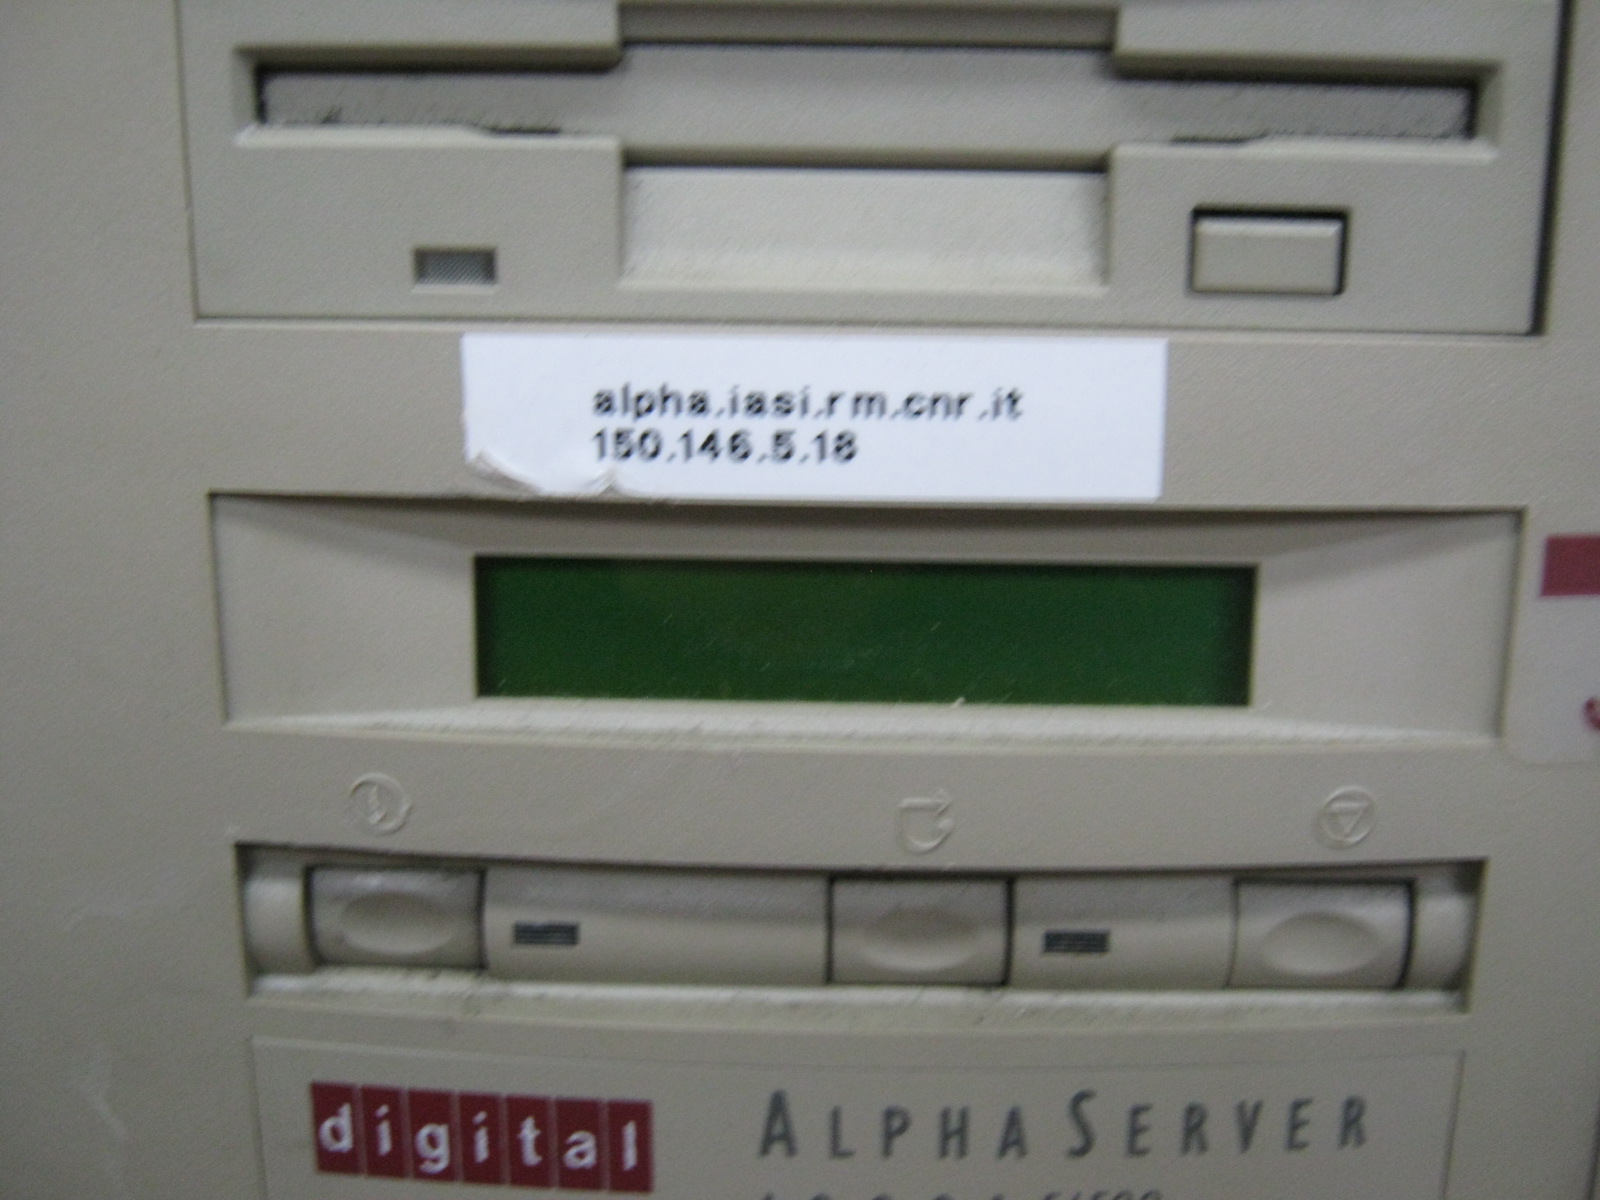 alpha.iasi.rm.cnr.it
150.146.5.18
digital ALPHASERVER